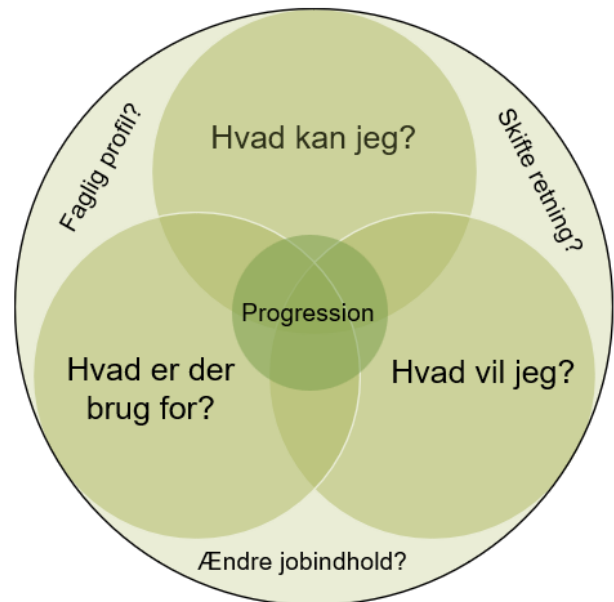 Hvad kan jeg?
Faglig profil?
Skifte retning?
Progression
Hvad er der
brug for?
Hvad vil jeg?
Ændre jobindhold?